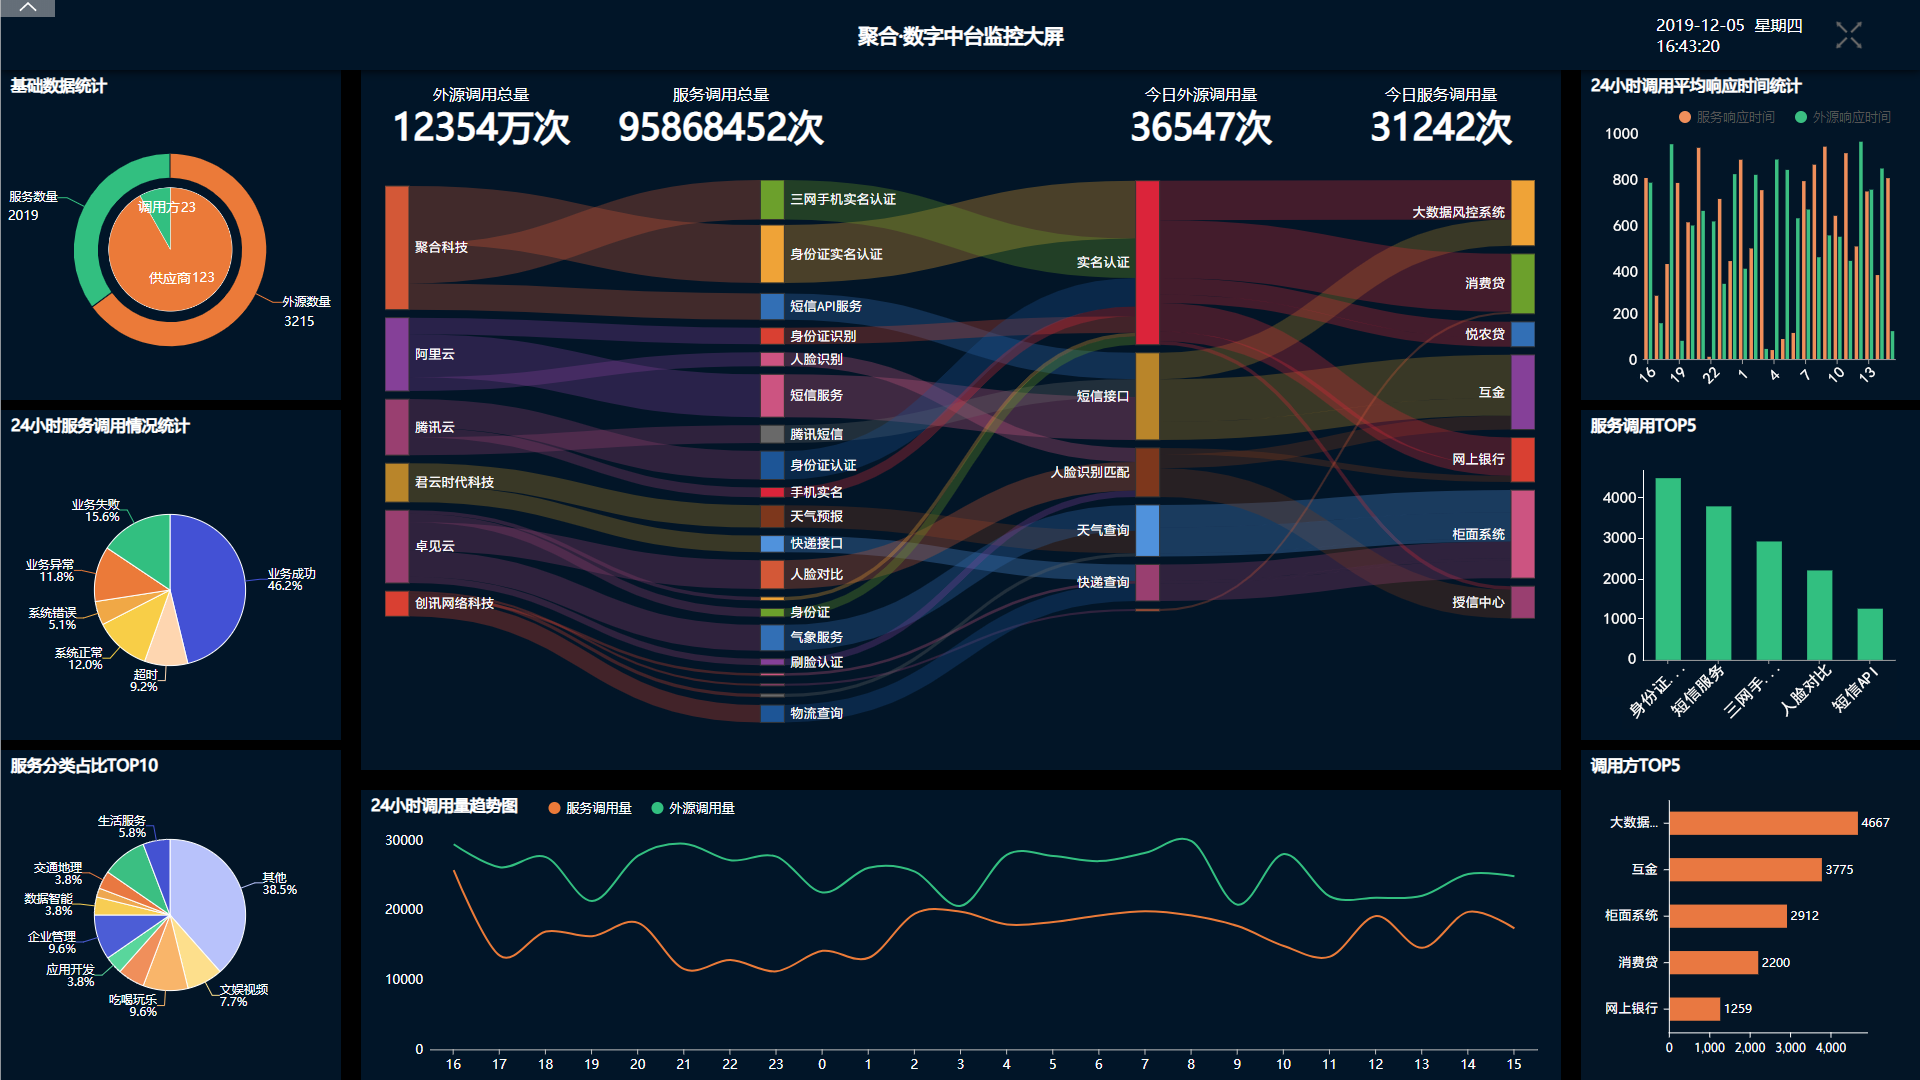 聚合·数字中台监控大屏
2019-12-05 星期四
16:43:20
基础数据统计
服务数量
2019
调用方23
供应商123
外源数量
3215
24小时服务调用情况统计
业务失败
15.6%
业务异常
11.8%
系统错误
5.1%
系统正常
12.0%
超时
9.2%
业务成功
46.2%
服务分类占比TOP10
生活服务
5.8%
交通地理
3.8%
数据智能
3.8%
企业管理
9.6%
应用开发
3.8%
吃喝玩乐
9.6%
文娱视频
7.7%
其他
38.5%
外源调用总量
12354万次
服务调用总量
95868452次
今日外源调用量
36547次
今日服务调用量
31242次
聚合科技
阿里云
腾讯云
君云时代科技
卓见云
创讯网络科技
三网手机实名认证
身份证实名认证
短信API服务
身份证识别
人脸识别
短信服务
腾讯短信
身份证认证
手机实名
天气预报
快递接口
人脸对比
身份证
气象服务
刷脸认证
物流查询
实名认证
短信接口
人脸识别匹配
天气查询
快递查询
大数据风控系统
消费贷
悦农贷
互金
网上银行
柜面系统
授信中心
24小时调用量趋势图
服务调用量
外源调用量
30000
20000
10000
0
16 17 18 19 20 21 22 23 0 1 2 3 4 5 6 7 8 9 10 11 12 13 14 15
24小时调用平均响应时间统计
服务响应时间
外源响应时间
1000
800
600
400
200
0
16 19 22 1 4 7 10 13
服务调用TOP5
4000
3000
2000
1000
0
身份证...
短信服务
三网手...
人脸对比
短信API
调用方TOP5
大数据... 4667
互金 3775
柜面系统 2912
消费贷 2200
网上银行 1259
0 1,000 2,000 3,000 4,000